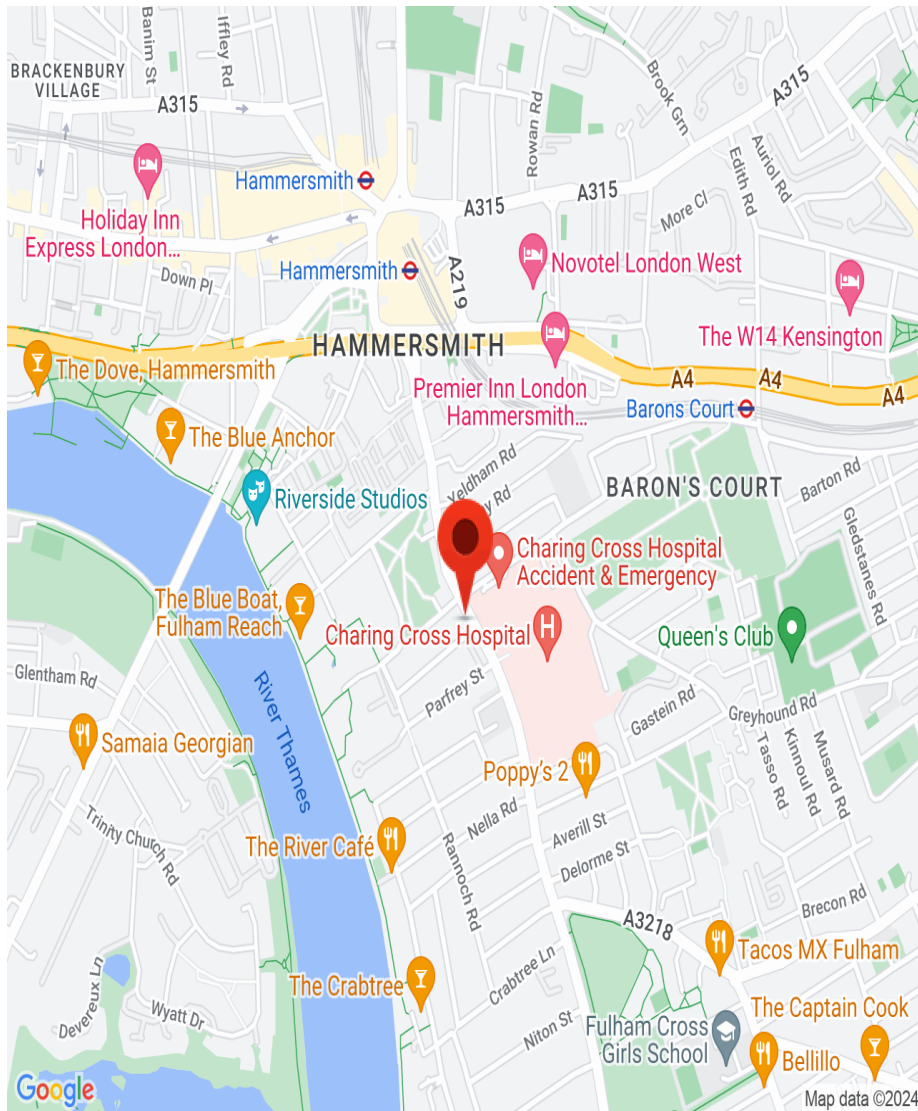 Banim St
Iffley Rd
BRACKENBURY
VILLAGE
A315
Rowan Rd
Brook Grn
A315
Hammersmith
A315
A315
Edith Rd
Auriol Rd
More Cl
Holiday Inn
Express London...
Down Pl
Hammersmith
A219
Novotel London West
The W14 Kensington
HAMMERSMITH
The Dove, Hammersmith
Premier Inn London
Hammersmith...
A4
A4
A4
Barons Court
The Blue Anchor
Yeldham Rd
BARON'S COURT
Barton Rd
Riverside Studios
Rd
Gledstanes Rd
Charing Cross Hospital
Accident & Emergency
The Blue Boat,
Fulham Reach
Charing Cross Hospital
H
Queen's Club
Glentham Rd
River Thames
Parfrey St
Gastein Rd
Greyhound Rd
Samaia Georgian
Poppy's 2
Tasso Rd
Kinnoul Rd
Musard Rd
Trinity Church Rd
The River Café
Nella Rd
Rannoch Rd
Averill St
Delorme St
A3218
Brecon Rd
Tacos MX Fulham
Devereux Ln
Wyatt Dr
The Crabtree
Crabtree Ln
Niton St
Fulham Cross
Girls School
The Captain Cook
Bellillo
Google
Map data ©2024